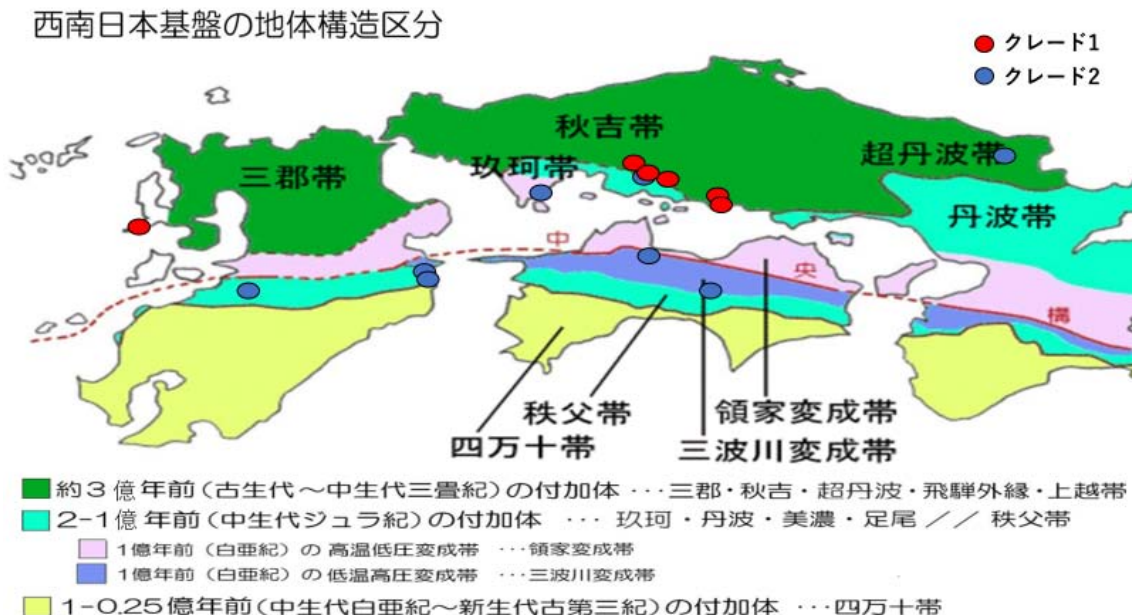 西南日本基盤の地体構造区分
クレード1
クレード2
秋吉帯
超丹波帯
玖珂帯
三郡帯
丹波帯
中
央
構
秩父帯
領家変成帯
四万十帯
三波川変成帯
約3億年前(古生代~中生代三畳紀)の付加体 …三郡・秋吉・超丹波・飛騨外縁・上越帯
2-1億年前(中生代ジュラ紀)の付加体 … 玖珂・丹波・美濃・足尾 // 秩父帯
1億年前(白亜紀)の高温低圧変成帯 …領家変成帯
1億年前(白亜紀)の低温高圧変成帯 …三波川変成帯
1-0.25億年前(中生代白亜紀~新生代古第三紀)の付加体 …四万十帯